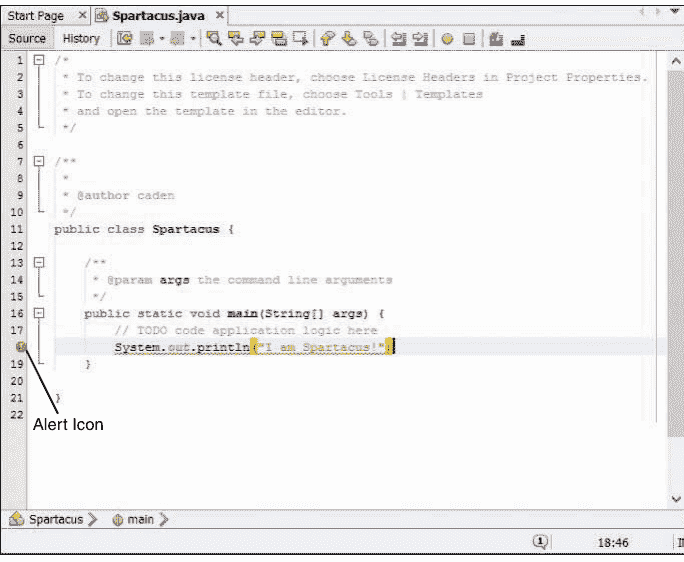 Start Page Spartacus.java
Source History
1 /*
2 * To change this license header, choose License Headers in Project Properties.
3 * To change this template file, choose Tools | Templates
4 * and open the template in the editor.
5 */
6
7 /**
8 *
9 * @author caden
10 */
11 public class Spartacus {
12
13 /**
14 * @param args the command line arguments
15 */
16 public static void main(String[] args) {
17 // TODO code application logic here
System.out.println("I am Spartacus!")
19 }
20
21 }
22
Alert Icon
Spartacus main
1 18:46